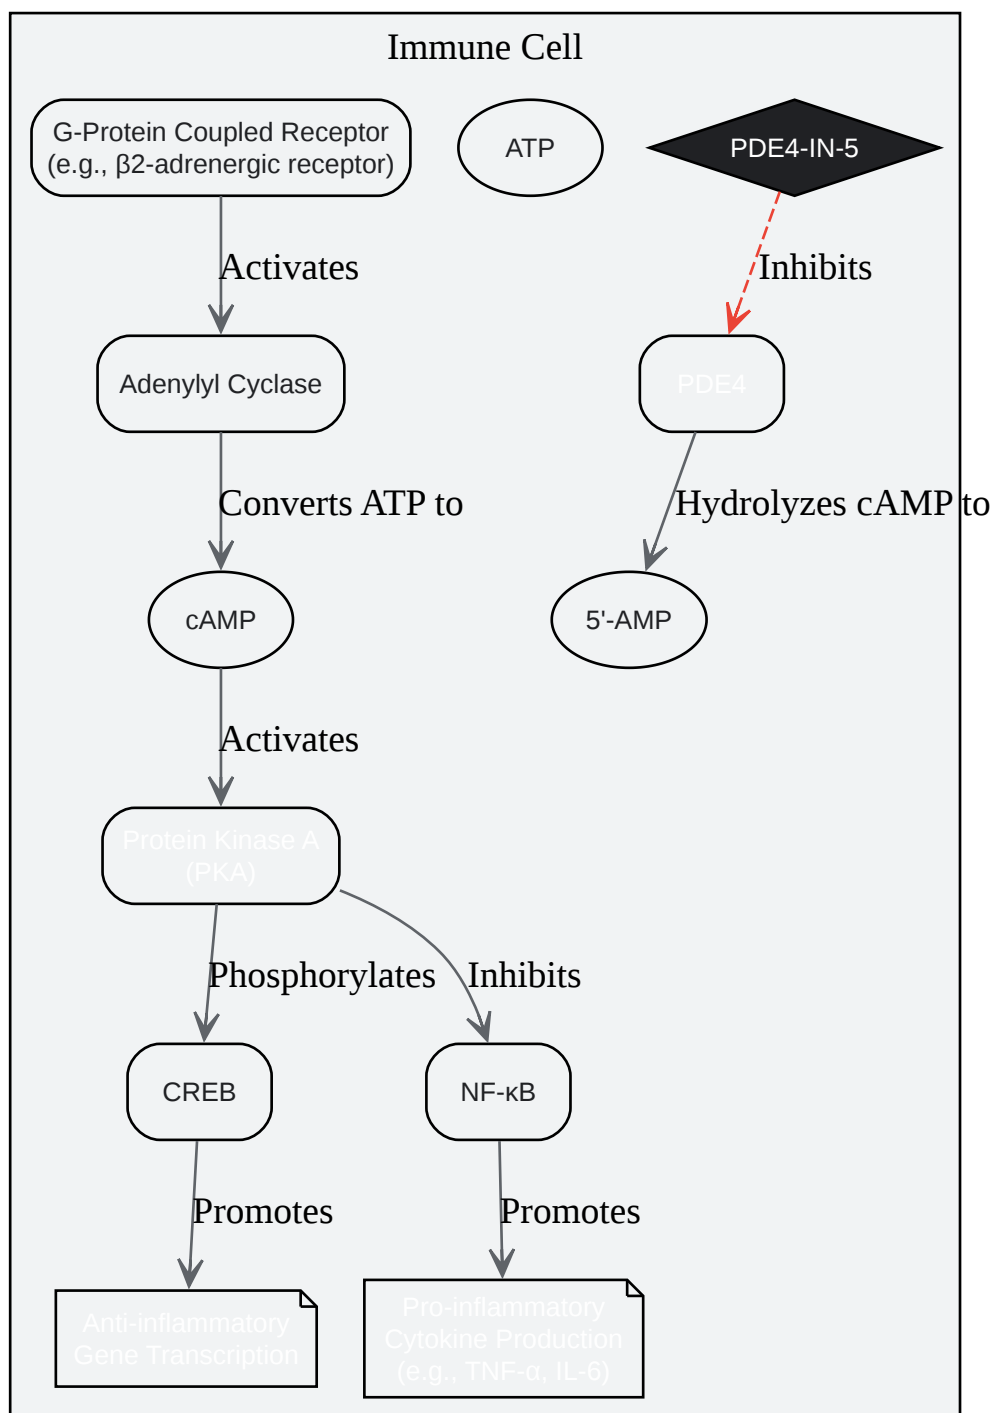 Immune Cell
G-Protein Coupled Receptor
(e.g., β2-adrenergic receptor)
ATP
PDE4-IN-5
Activates
Inhibits
Adenylyl Cyclase
PDE4
Converts ATP to
Hydrolyzes cAMP to
cAMP
5'-AMP
Activates
Protein Kinase A
(PKA)
Phosphorylates
Inhibits
CREB
NF-κB
Promotes
Promotes
Anti-inflammatory
Gene Transcription
Pro-inflammatory
Cytokine Production
(e.g., TNF-α, IL-6)